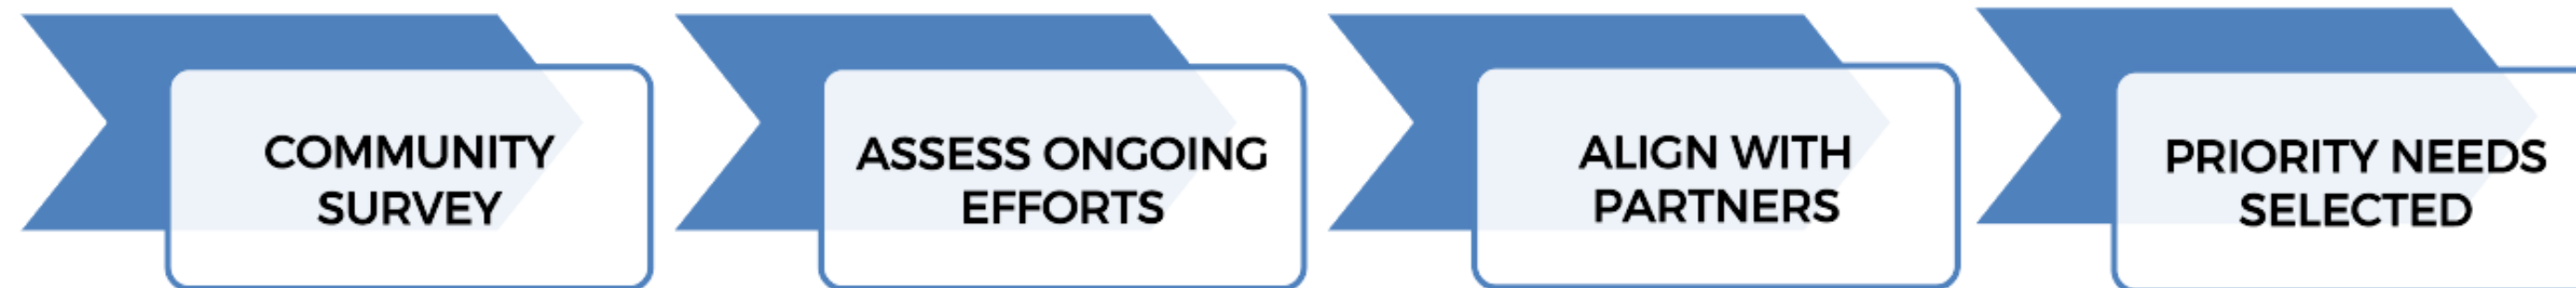 COMMUNITY
SURVEY
ASSESS ONGOING
EFFORTS
ALIGN WITH
PARTNERS
PRIORITY NEEDS
SELECTED